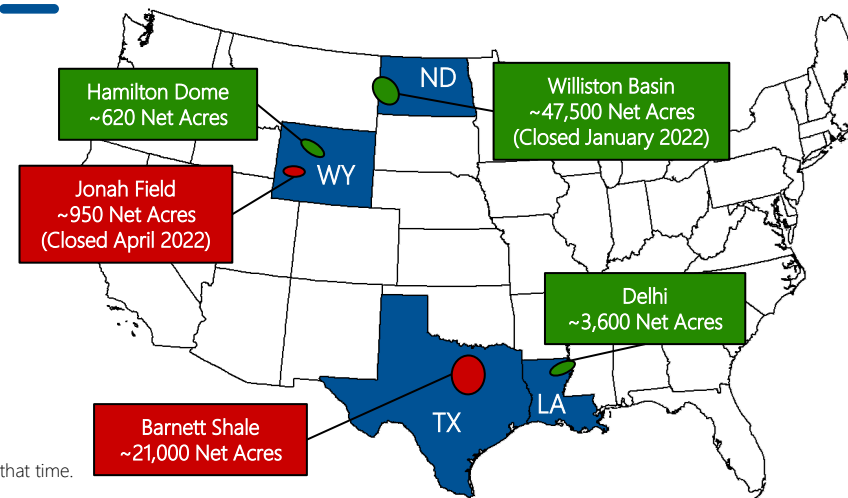 ND
Williston Basin
~47,500 Net Acres
(Closed January 2022)
Hamilton Dome
~620 Net Acres
WY
Jonah Field
~950 Net Acres
(Closed April 2022)
Delhi
~3,600 Net Acres
TX
LA
Barnett Shale
~21,000 Net Acres
that time.